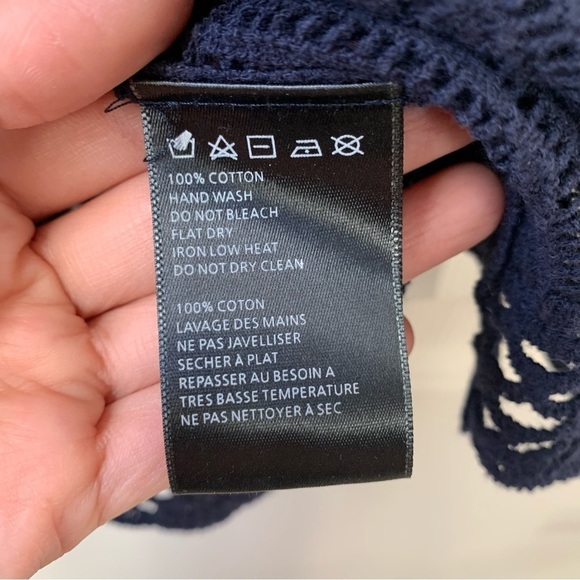 100% COTTON
HAND WASH
DO NOT BLEACH
FLAT DRY
IRON LOW HEAT
DO NOT DRY CLEAN
100% COTON
LAVAGE DES MAINS
NE PAS JAVELLISER
SECHER À PLAT
REPASSER AU BESOIN A
TRES BASSE TEMPERATURE
NE PAS NETTOYER À SEC